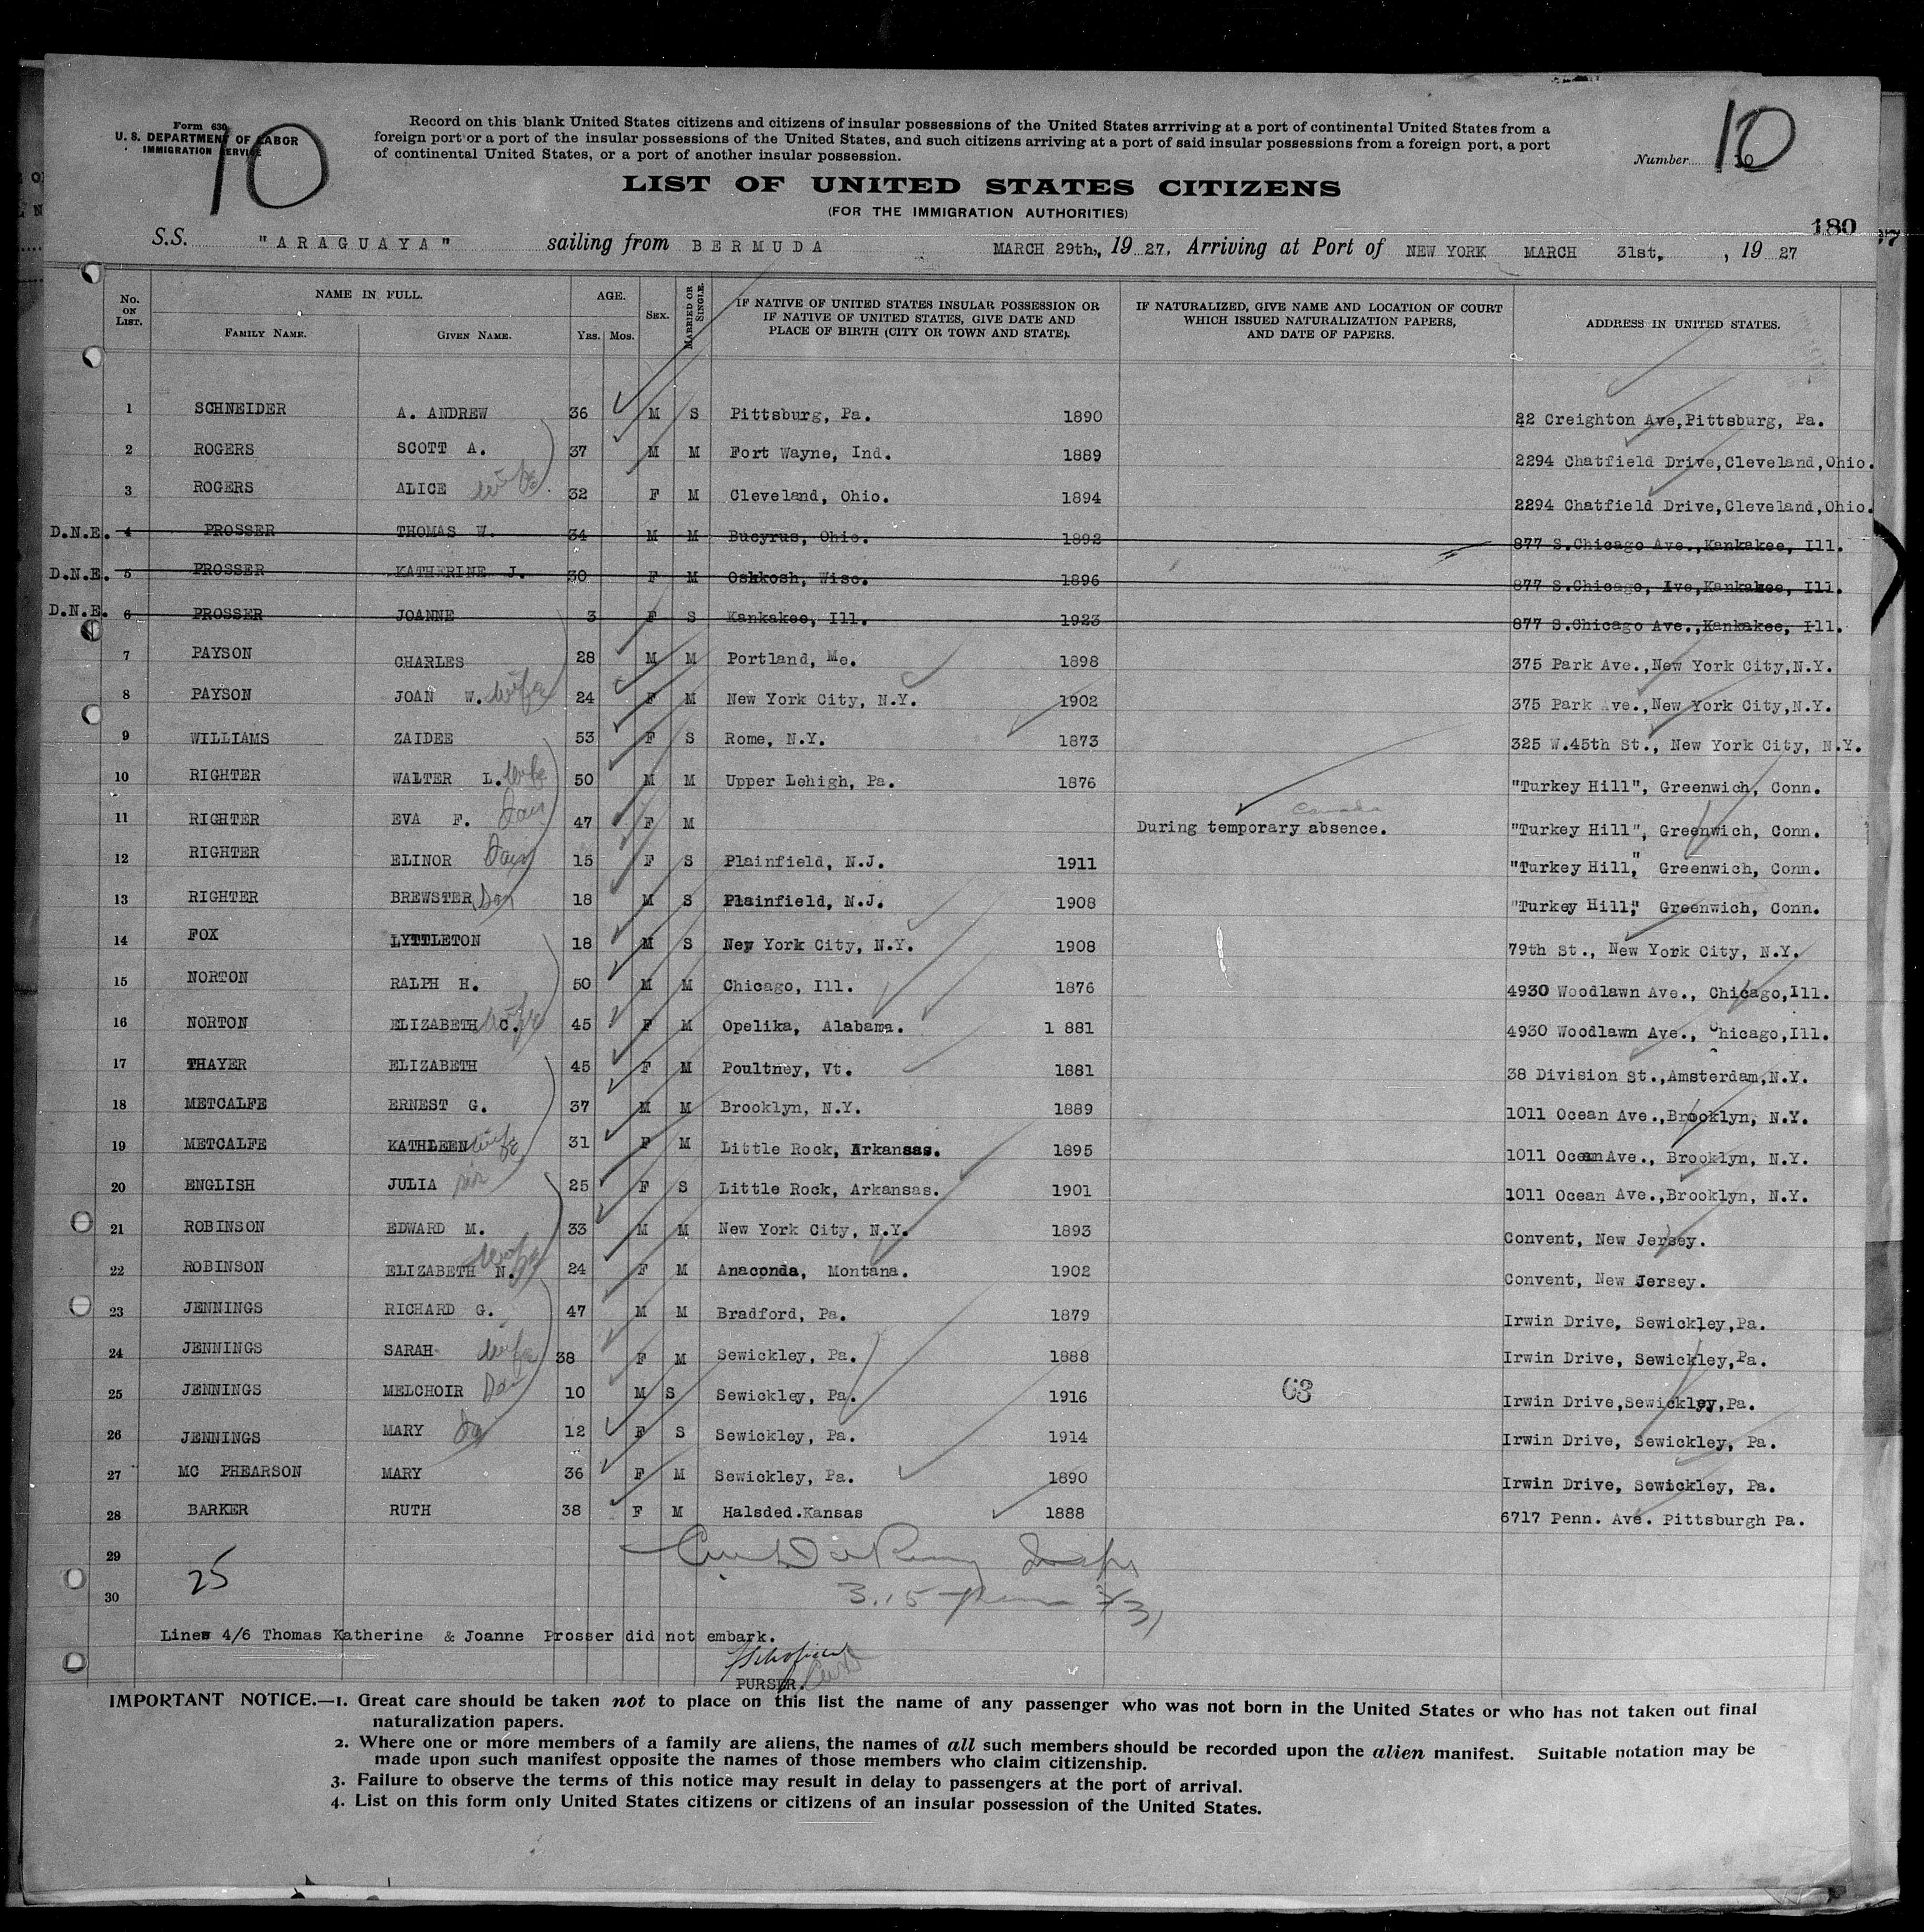 Form 630
U. S. DEPARTMENT OF LABOR
IMMIGRATION SERVICE
10
Record on this blank United States citizens and citizens of insular possessions of the United States arrriving at a port of continental United States from a
foreign port or a port of the insular possessions of the United States, and such citizens arriving at a port of said insular possessions from a foreign port, a port
of continental United States, or a port of another insular possession.
Number 10
10
LIST OF UNITED STATES CITIZENS
(FOR THE IMMIGRATION AUTHORITIES)
180
S.S. "ARAGUAYA" sailing from BERMUDA MARCH 29th., 19 27, Arriving at Port of NEW YORK MARCH 31st, , 19 27
No. ON LIST. NAME IN FULL. FAMILY NAME. GIVEN NAME. AGE. YRS. MOS. SEX. MARRIED OR SINGLE. IF NATIVE OF UNITED STATES INSULAR POSSESSION OR IF NATIVE OF UNITED STATES, GIVE DATE AND PLACE OF BIRTH (CITY OR TOWN AND STATE). IF NATURALIZED, GIVE NAME AND LOCATION OF COURT WHICH ISSUED NATURALIZATION PAPERS, AND DATE OF PAPERS. ADDRESS IN UNITED STATES.
1 SCHNEIDER A. ANDREW 36 M S Pittsburg, Pa. 1890 22 Creighton Ave,Pittsburg, Pa.
2 ROGERS SCOTT A. 37 M M Fort Wayne, Ind. 1889 2294 Chatfield Drive,Cleveland,Ohio.
3 ROGERS ALICE wife 32 F M Cleveland, Ohio. 1894 2294 Chatfield Drive,Cleveland,Ohio.
D.N.E. 4 PROSSER THOMAS W. 34 M M Bucyrus, Ohio. 1892 877 S.Chicago Ave.,Kankakee, Ill.
D.N.E. 5 PROSSER KATHERINE J. 30 F M Oshkosh, Wisc. 1896 877 S.Chicago, Ave,Kankakee, Ill.
D.N.E. 6 PROSSER JOANNE 3 F S Kankakee, Ill. 1923 877 S.Chicago Ave.,Kankakee, Ill.
7 PAYSON CHARLES 28 M M Portland, Me. 1898 375 Park Ave.,New York City,N.Y.
8 PAYSON JOAN W. wife 24 F M New York City, N.Y. 1902 375 Park Ave.,New York City,N.Y.
9 WILLIAMS ZAIDEE 53 F S Rome, N.Y. 1873 325 W.45th St., New York City, N.Y.
10 RIGHTER WALTER L. wife 50 M M Upper Lehigh, Pa. 1876 "Turkey Hill", Greenwich, Conn.
11 RIGHTER EVA F. Dau 47 F M During temporary absence. Canada "Turkey Hill", Greenwich, Conn.
12 RIGHTER ELINOR Dau 15 F S Plainfield, N.J. 1911 "Turkey Hill," Greenwich, Conn.
13 RIGHTER BREWSTER Son 18 M S Plainfield, N.J. 1908 "Turkey Hill," Greenwich, Conn.
14 FOX LYTTLETON 18 M S New York City, N.Y. 1908 79th St., New York City, N.Y.
15 NORTON RALPH H. 50 M M Chicago, Ill. 1876 4930 Woodlawn Ave., Chicago,Ill.
16 NORTON ELIZABETH C. wife 45 F M Opelika, Alabama. 1 881 4930 Woodlawn Ave., Chicago,Ill.
17 THAYER ELIZABETH 45 F M Poultney, Vt. 1881 38 Division St.,Amsterdam,N.Y.
18 METCALFE ERNEST G. 37 M M Brooklyn, N.Y. 1889 1011 Ocean Ave.,Brooklyn, N.Y.
19 METCALFE KATHLEEN wife 31 F M Little Rock, Arkansas. 1895 1011 OceanAve., Brooklyn, N.Y.
20 ENGLISH JULIA sis 25 F S Little Rock, Arkansas. 1901 1011 Ocean Ave.,Brooklyn, N.Y.
21 ROBINSON EDWARD M. 33 M M New York City, N.Y. 1893 Convent, New Jersey.
22 ROBINSON ELIZABETH N. wife 24 F M Anaconda, Montana. 1902 Convent, New Jersey.
23 JENNINGS RICHARD G. 47 M M Bradford, Pa. 1879 Irwin Drive, Sewickley,Pa.
24 JENNINGS SARAH wife 38 F M Sewickley, Pa. 1888 Irwin Drive, Sewickley,Pa.
25 JENNINGS MELCHOIR Dau 10 M S Sewickley, Pa. 1916 63 Irwin Drive,Sewickley,Pa.
26 JENNINGS MARY Da 12 F S Sewickley, Pa. 1914 Irwin Drive, Sewickley, Pa.
27 MC PHEARSON MARY 36 F M Sewickley, Pa. 1890 Irwin Drive, Sewickley, Pa.
28 BARKER RUTH 38 F M Halsded.Kansas 1888 6717 Penn. Ave. Pittsburgh Pa.
29
25
30 3.15 pm 3/31
Lines 4/6 Thomas Katherine & Joanne Prosser did not embark.
PURSER.
IMPORTANT NOTICE.—1. Great care should be taken not to place on this list the name of any passenger who was not born in the United States or who has not taken out final
naturalization papers.
2. Where one or more members of a family are aliens, the names of all such members should be recorded upon the alien manifest. Suitable notation may be
made upon such manifest opposite the names of those members who claim citizenship.
3. Failure to observe the terms of this notice may result in delay to passengers at the port of arrival.
4. List on this form only United States citizens or citizens of an insular possession of the United States.